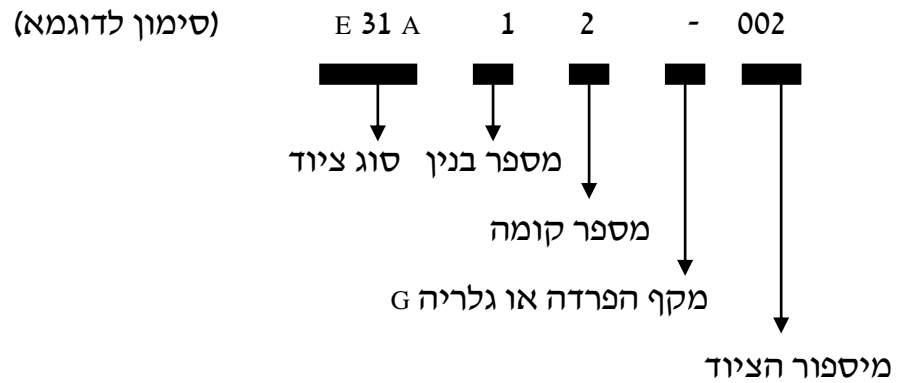 (סימון לדוגמא) E 31 A 1 2 - 002
סוג ציוד מספר בנין
מספר קומה
מקף הפרדה או גלריה G
מיספור הציוד